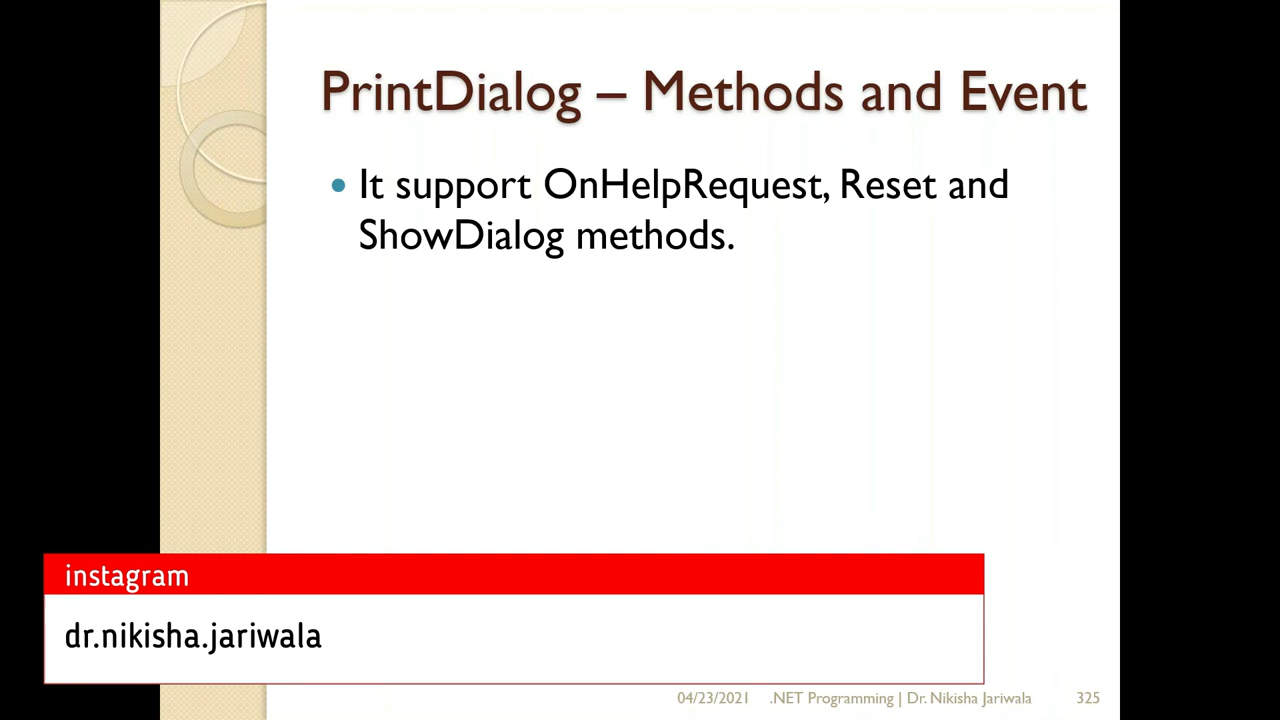 PrintDialog – Methods and Event
• It support OnHelpRequest, Reset and
ShowDialog methods.
instagram
dr.nikisha.jariwala
04/23/2021 .NET Programming | Dr. Nikisha Jariwala 325